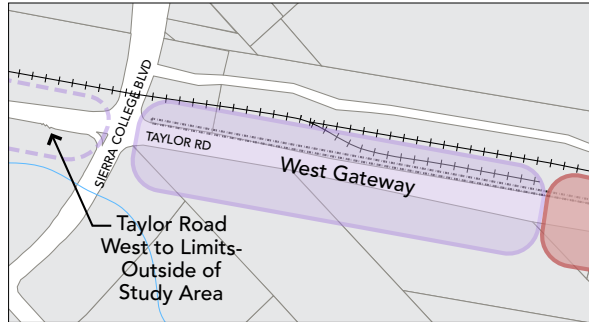 SIERRA COLLEGE BLVD
TAYLOR RD
West Gateway
Taylor Road
West to Limits-
Outside of
Study Area